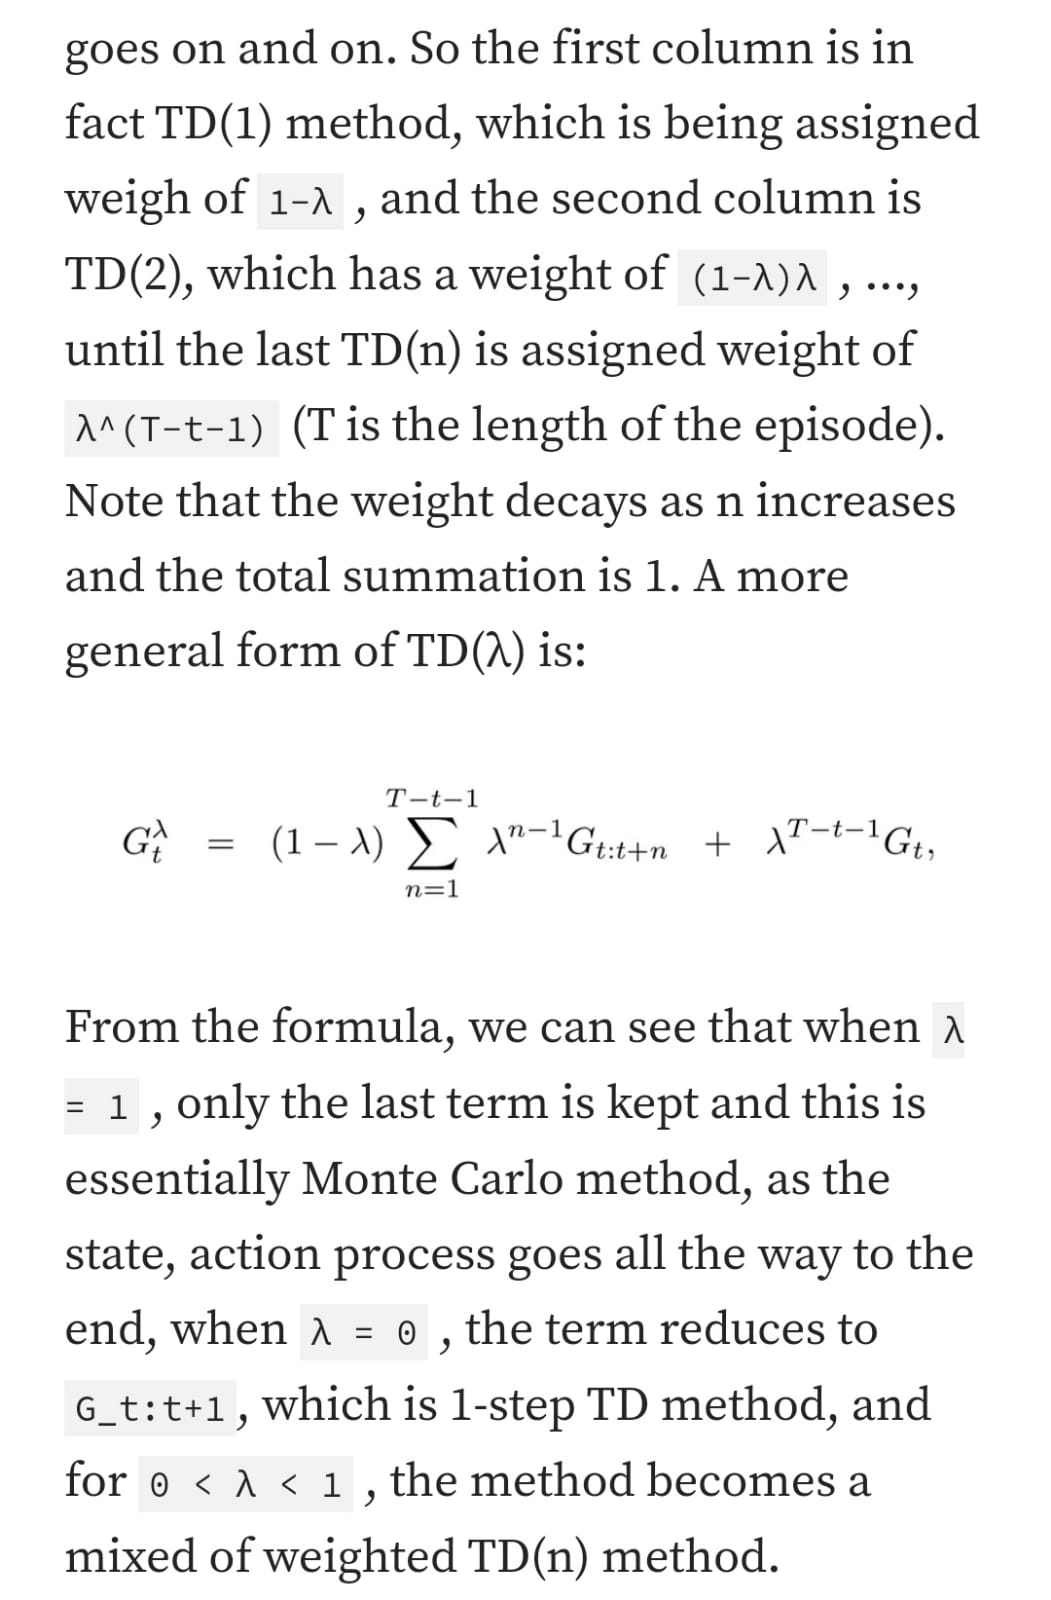 goes on and on. So the first column is in
fact TD(1) method, which is being assigned
weigh of 1-λ , and the second column is
TD(2), which has a weight of (1-λ)λ , ...,
until the last TD(n) is assigned weight of
λ^(T-t-1) (T is the length of the episode).
Note that the weight decays as n increases
and the total summation is 1. A more
general form of TD(λ) is:
G_t^λ = (1 − λ) ∑_{n=1}^{T−t−1} λ^{n−1}G_{t:t+n} + λ^{T−t−1}G_t,
From the formula, we can see that when λ
= 1 , only the last term is kept and this is
essentially Monte Carlo method, as the
state, action process goes all the way to the
end, when λ = 0 , the term reduces to
G_t:t+1 , which is 1-step TD method, and
for 0 < λ < 1 , the method becomes a
mixed of weighted TD(n) method.